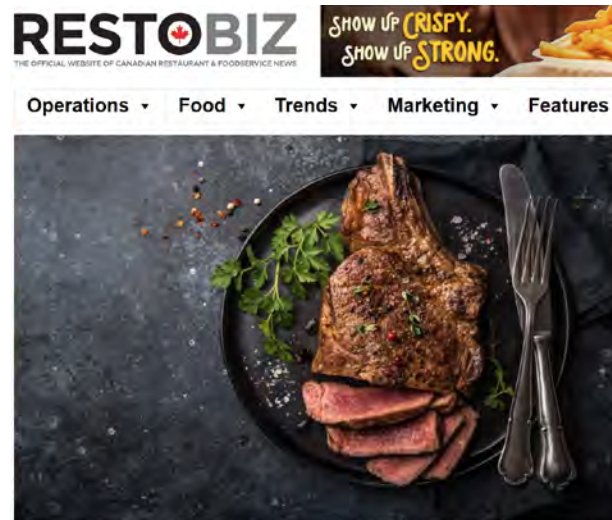 RESTOBIZ
THE OFFICIAL WEBSITE OF CANADIAN RESTAURANT & FOODSERVICE NEWS
SHOW UP CRISPY.
SHOW UP STRONG.
Operations Food Trends Marketing Features